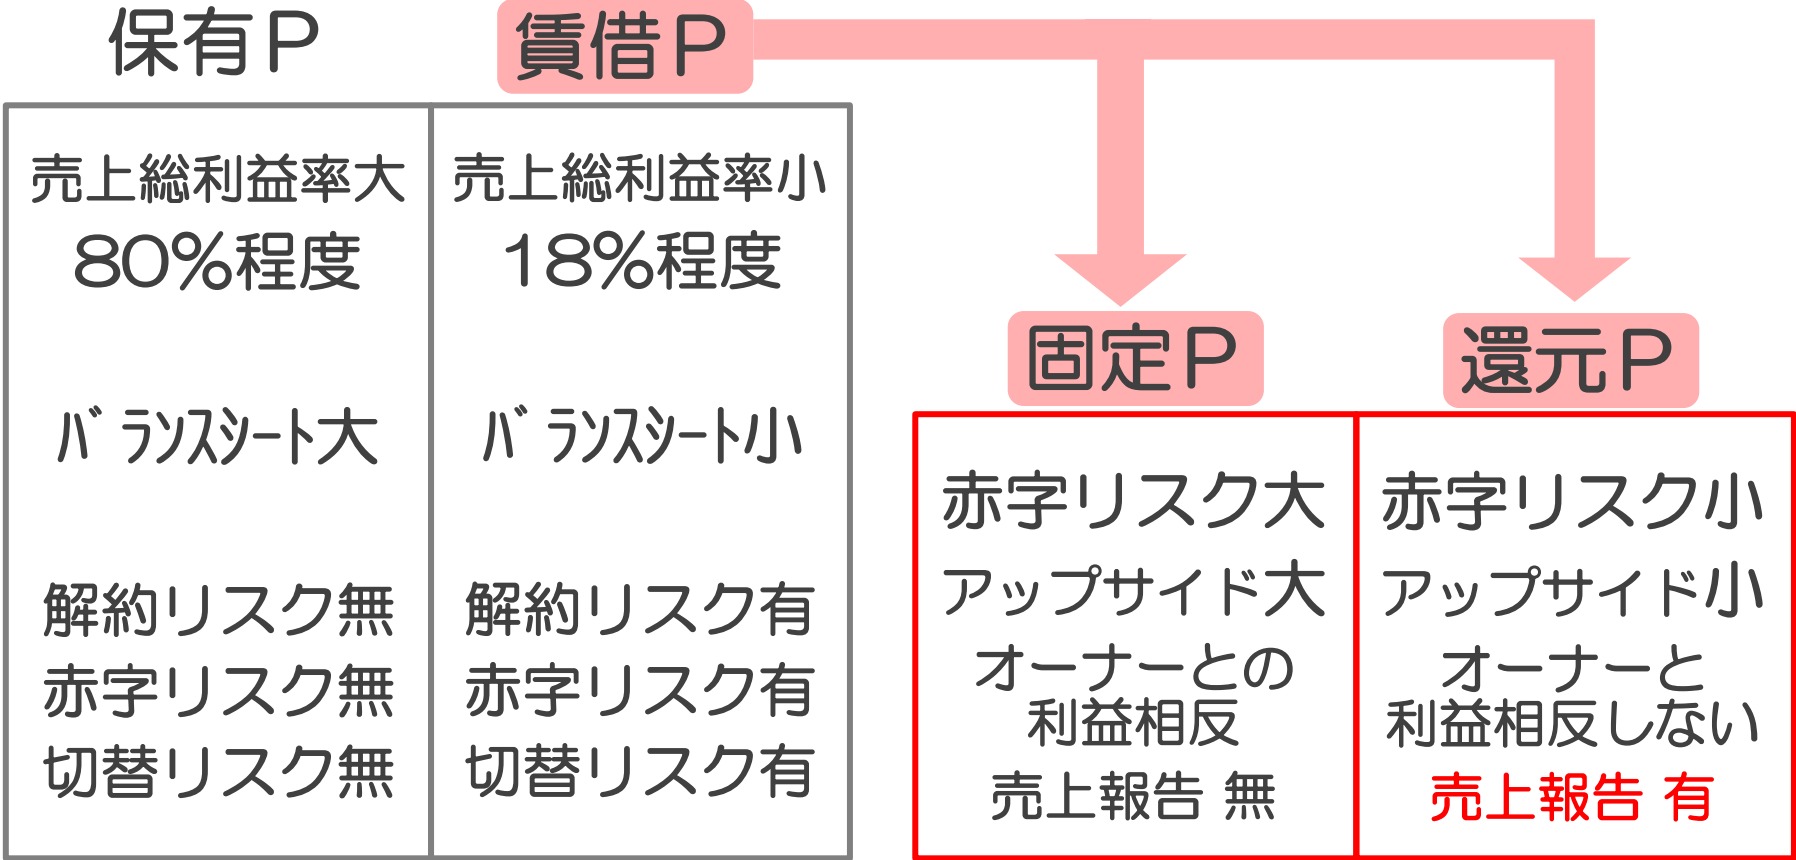 保有Ｐ
賃借Ｐ
売上総利益率大
80％程度
ﾊﾞﾗﾝｽｼｰﾄ大
解約リスク無
赤字リスク無
切替リスク無
売上総利益率小
18％程度
ﾊﾞﾗﾝｽｼｰﾄ小
解約リスク有
赤字リスク有
切替リスク有
固定Ｐ
還元Ｐ
赤字リスク大
アップサイド大
オーナーとの
利益相反
売上報告 無
赤字リスク小
アップサイド小
オーナーと
利益相反しない
売上報告 有